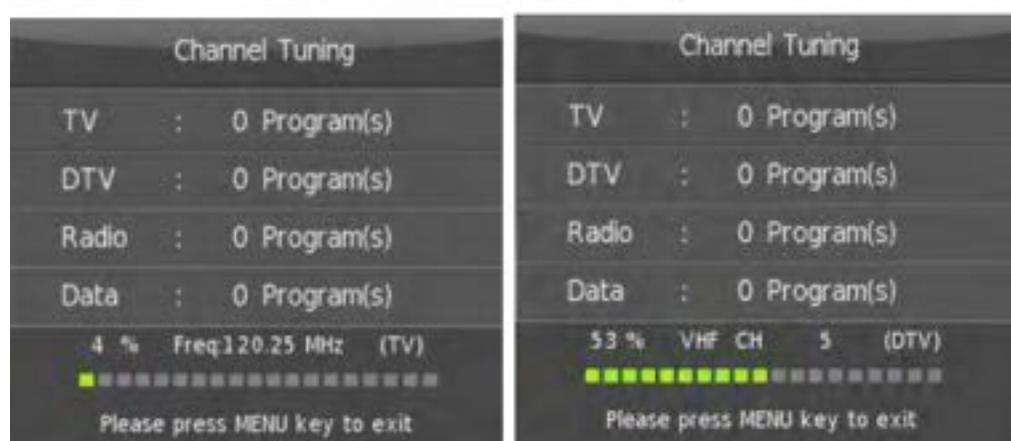 Channel Tuning
TV : 0 Program(s)
DTV : 0 Program(s)
Radio : 0 Program(s)
Data : 0 Program(s)
4 % Freq:120.25 MHz (TV)
Please press MENU key to exit
Channel Tuning
TV : 0 Program(s)
DTV : 0 Program(s)
Radio : 0 Program(s)
Data : 0 Program(s)
53 % VHF CH 5 (DTV)
Please press MENU key to exit